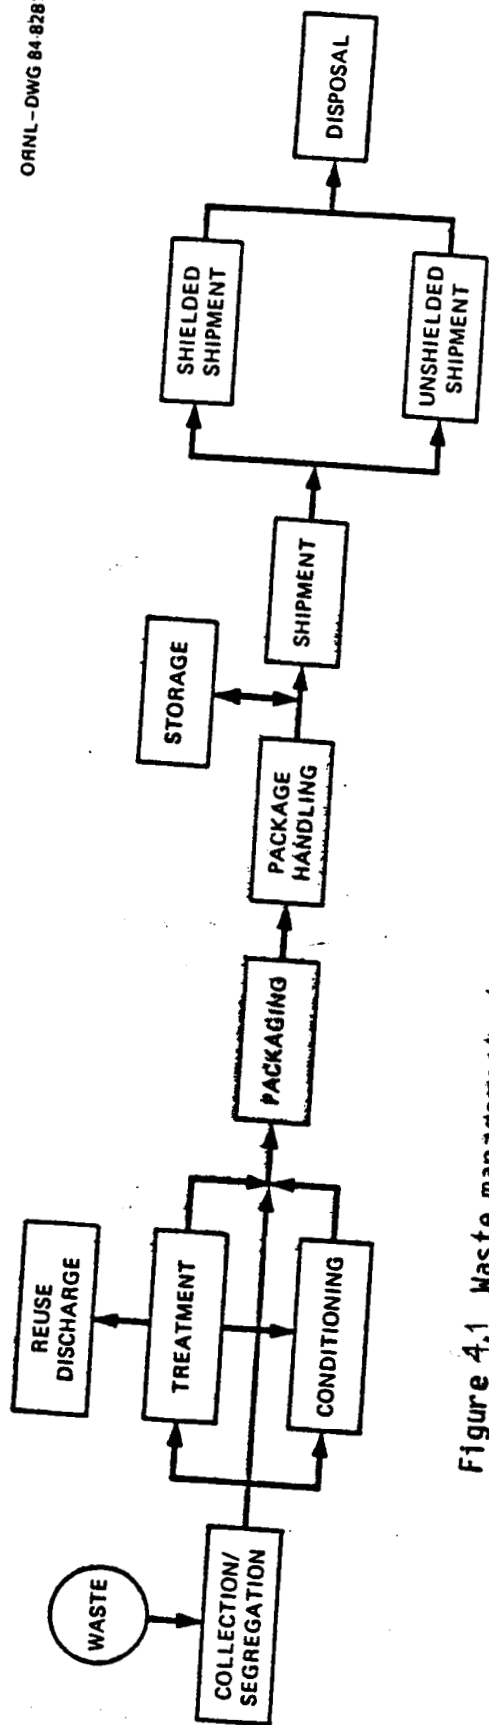 ORNL-DWG 84-828
WASTE
COLLECTION/
SEGREGATION
REUSE
DISCHARGE
TREATMENT
CONDITIONING
PACKAGING
PACKAGE
HANDLING
STORAGE
SHIPMENT
SHIELDED
SHIPMENT
UNSHIELDED
SHIPMENT
DISPOSAL
Figure 4.1 Waste management